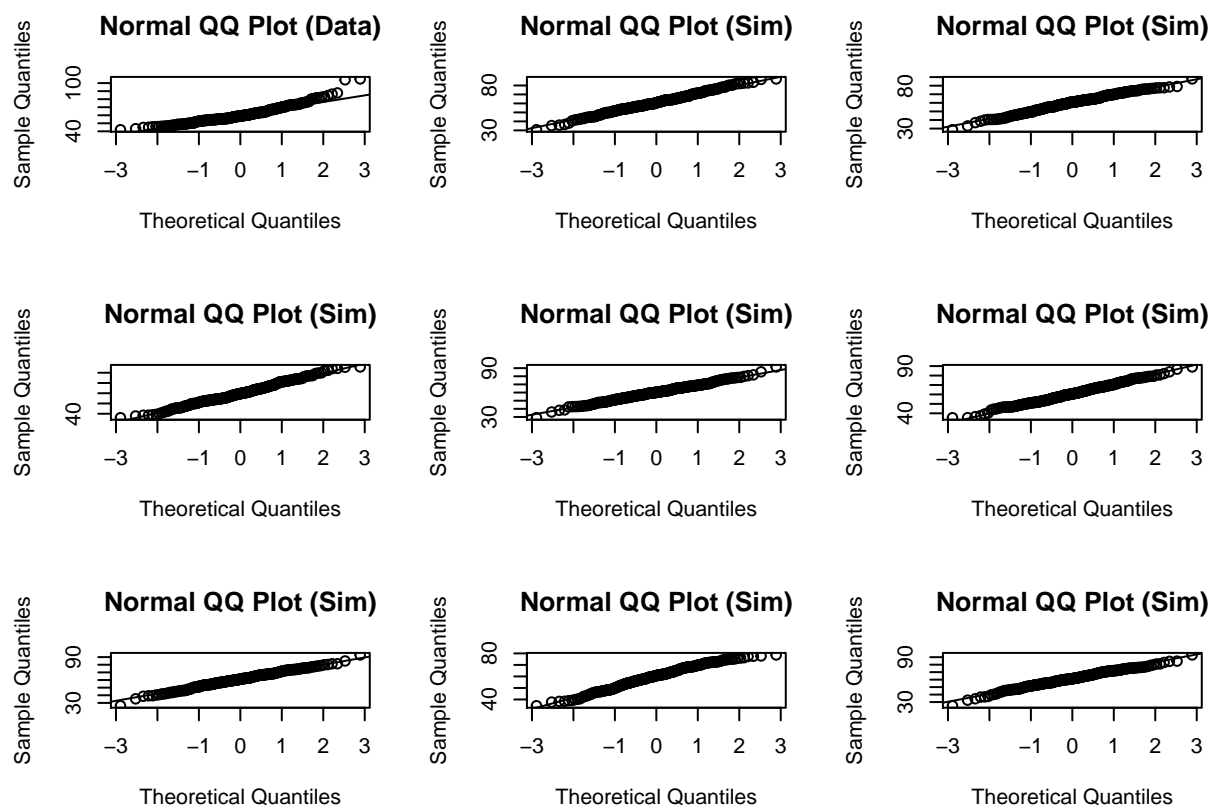 Normal QQ Plot (Data)
Sample Quantiles
100
40
−3 −1 0 1 2 3
Theoretical Quantiles
Normal QQ Plot (Sim)
Sample Quantiles
80
30
−3 −1 0 1 2 3
Theoretical Quantiles
Normal QQ Plot (Sim)
Sample Quantiles
80
30
−3 −1 0 1 2 3
Theoretical Quantiles
Normal QQ Plot (Sim)
Sample Quantiles
40
−3 −1 0 1 2 3
Theoretical Quantiles
Normal QQ Plot (Sim)
Sample Quantiles
90
30
−3 −1 0 1 2 3
Theoretical Quantiles
Normal QQ Plot (Sim)
Sample Quantiles
90
40
−3 −1 0 1 2 3
Theoretical Quantiles
Normal QQ Plot (Sim)
Sample Quantiles
90
30
−3 −1 0 1 2 3
Theoretical Quantiles
Normal QQ Plot (Sim)
Sample Quantiles
80
40
−3 −1 0 1 2 3
Theoretical Quantiles
Normal QQ Plot (Sim)
Sample Quantiles
90
30
−3 −1 0 1 2 3
Theoretical Quantiles